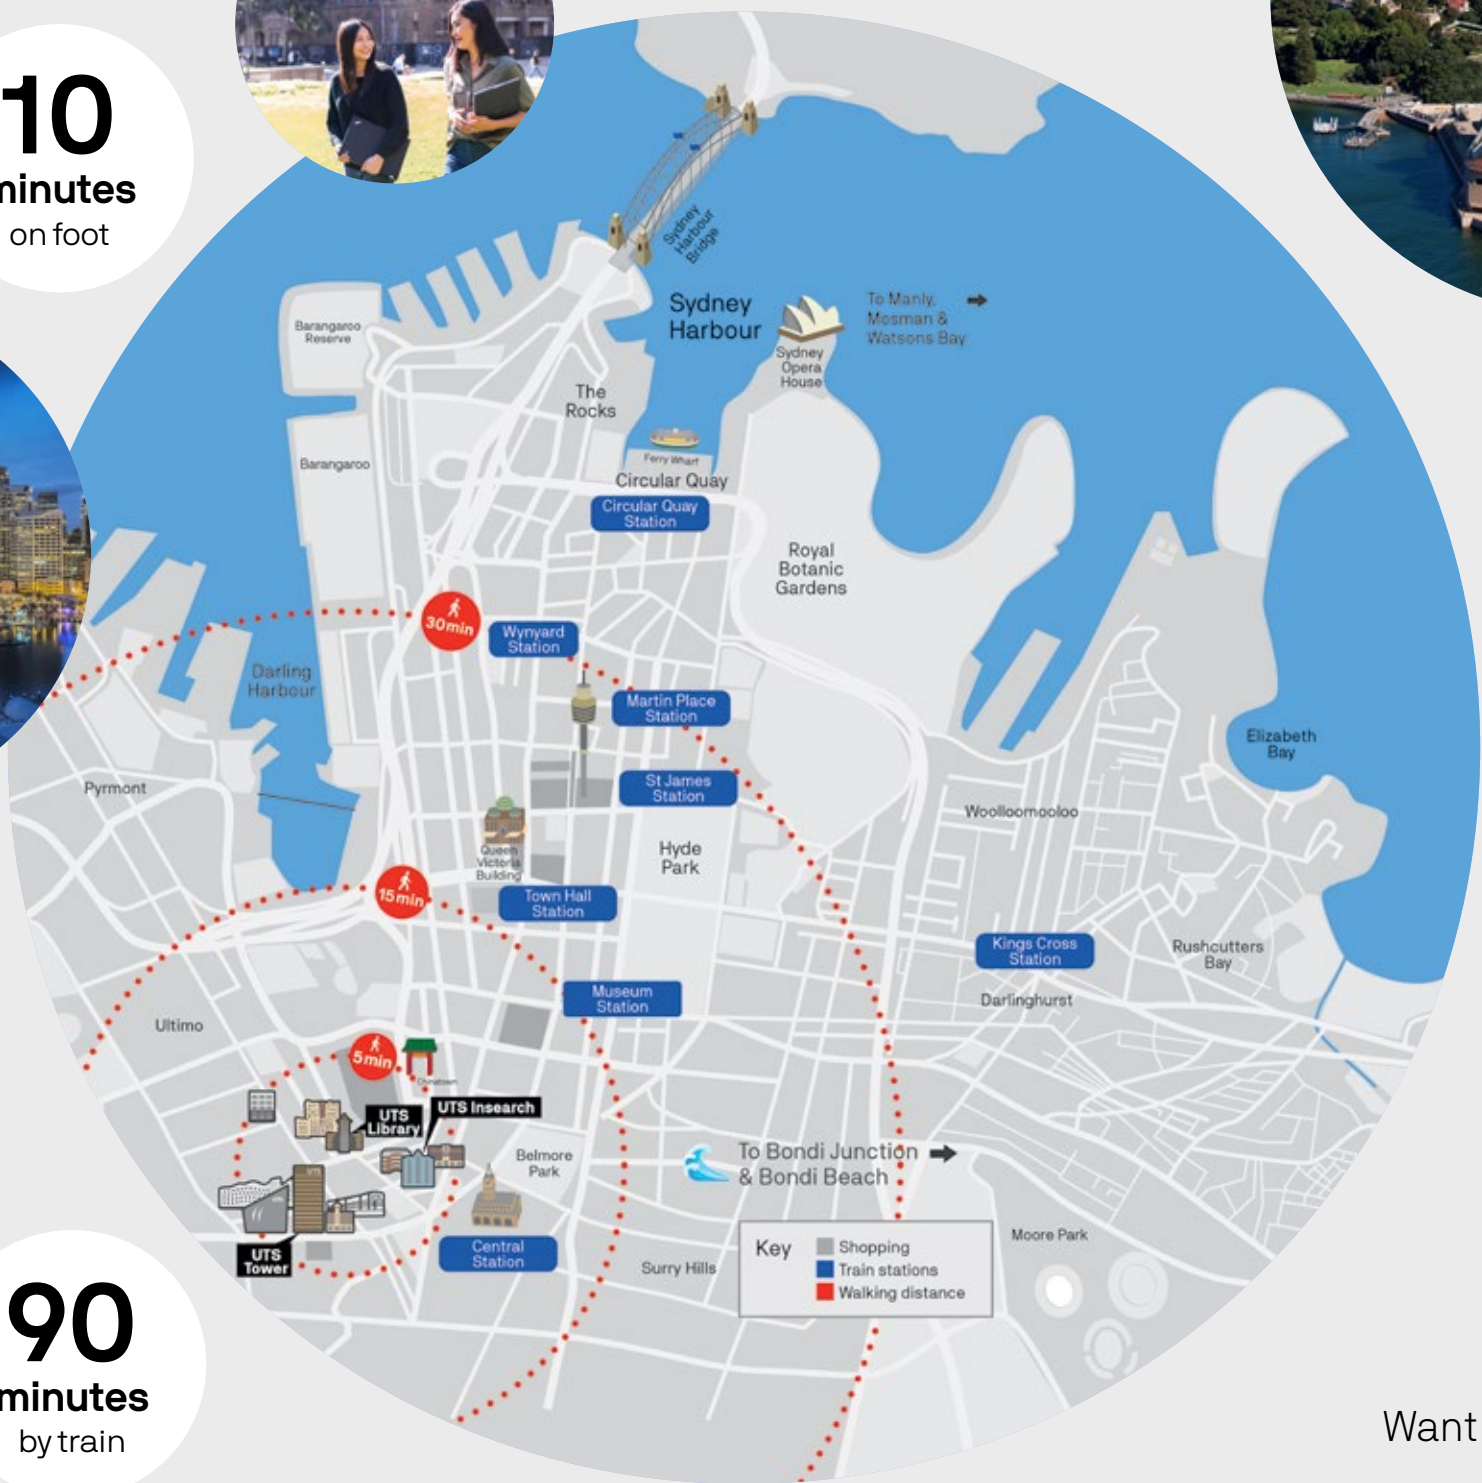 10
minutes
on foot
Sydney
Harbour
Bridge
Sydney
Harbour
To Manly,
Mosman &
Watsons Bay
Barangaroo
Reserve
Sydney
Opera
House
The
Rocks
Barangaroo
Ferry Wharf
Circular Quay
Circular Quay
Station
Royal
Botanic
Gardens
30min
Wynyard
Station
Darling
Harbour
Martin Place
Station
Elizabeth
Bay
St James
Station
Pyrmont
Woolloomooloo
Queen
Victoria
Building
Hyde
Park
15min
Town Hall
Station
Kings Cross
Station
Rushcutters
Bay
Museum
Station
Darlinghurst
Ultimo
5min
Chinatown
UTS
Library
UTS Insearch
Belmore
Park
To Bondi Junction
& Bondi Beach
UTS
UTS
Tower
Central
Station
Surry Hills
Moore Park
Key
Shopping
Train stations
Walking distance
90
minutes
by train
Want